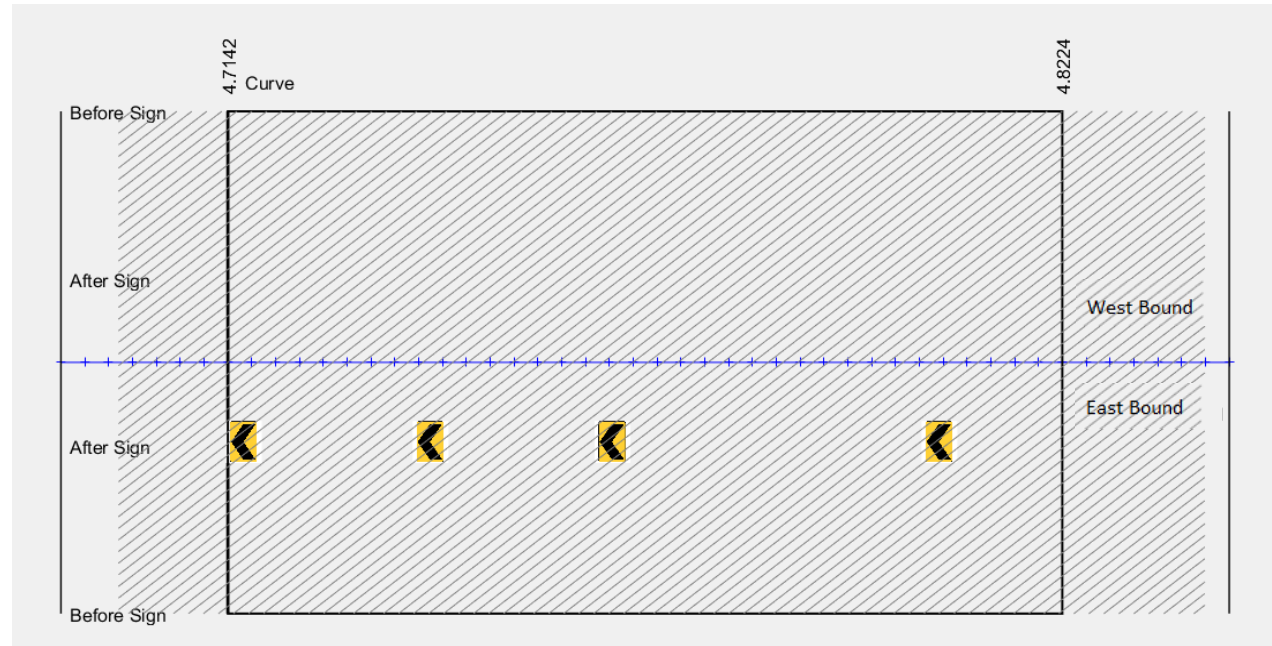 4.7142
Curve
4.8224
Before Sign
After Sign
West Bound
East Bound
After Sign
Before Sign